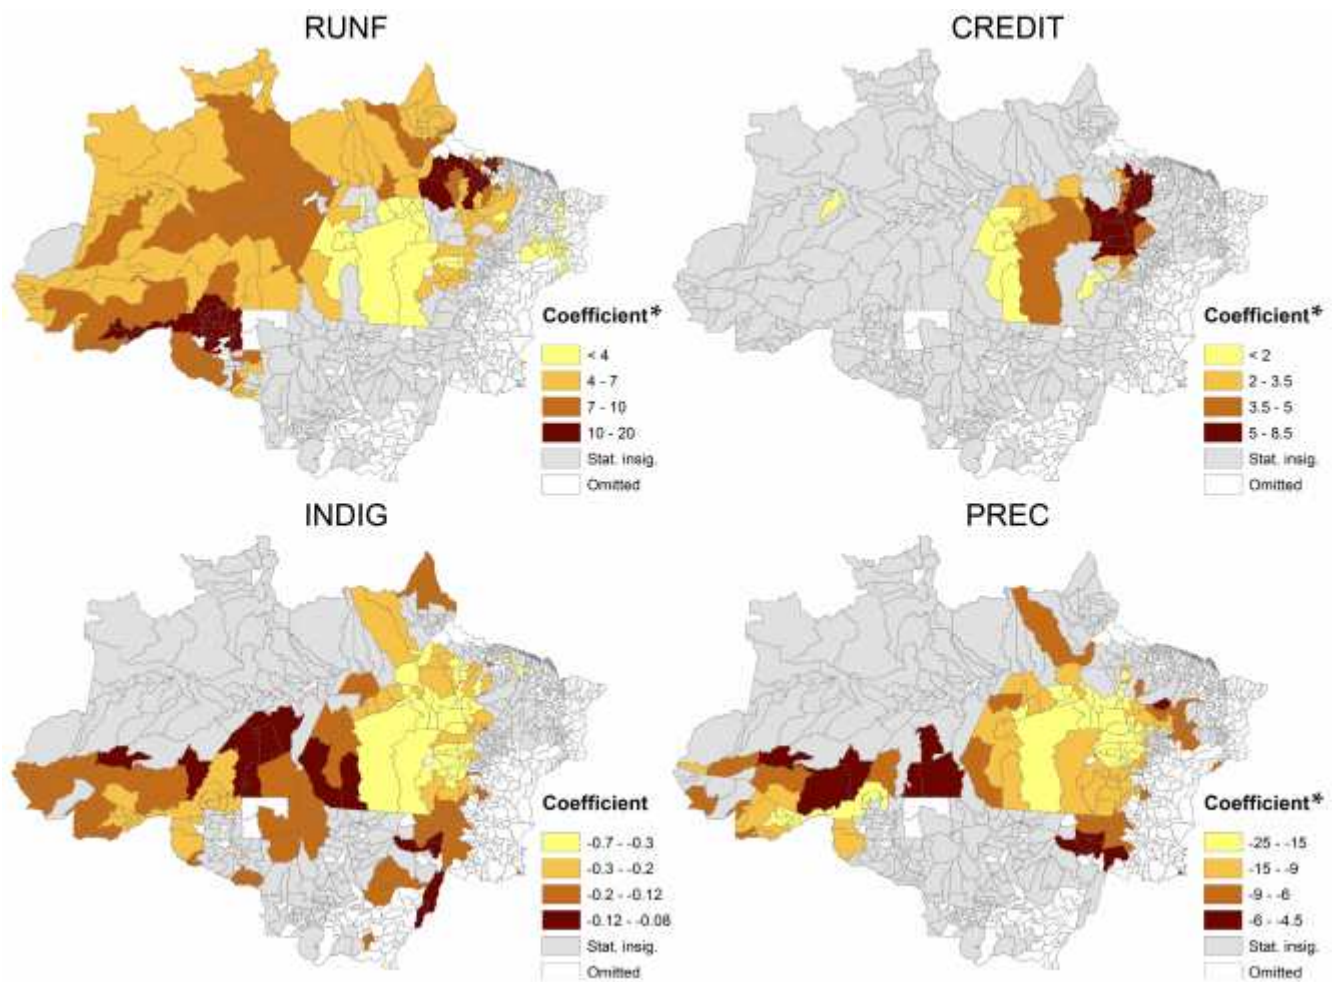 RUNF
CREDIT
Coefficient*
< 4
4 - 7
7 - 10
10 - 20
Stat. insig.
Omitted
Coefficient*
< 2
2 - 3.5
3.5 - 5
5 - 8.5
Stat. insig.
Omitted
INDIG
PREC
Coefficient
-0.7 - -0.3
-0.3 - -0.2
-0.2 - -0.12
-0.12 - -0.08
Stat. insig.
Omitted
Coefficient*
-25 - -15
-15 - -9
-9 - -6
-6 - -4.5
Stat. insig.
Omitted